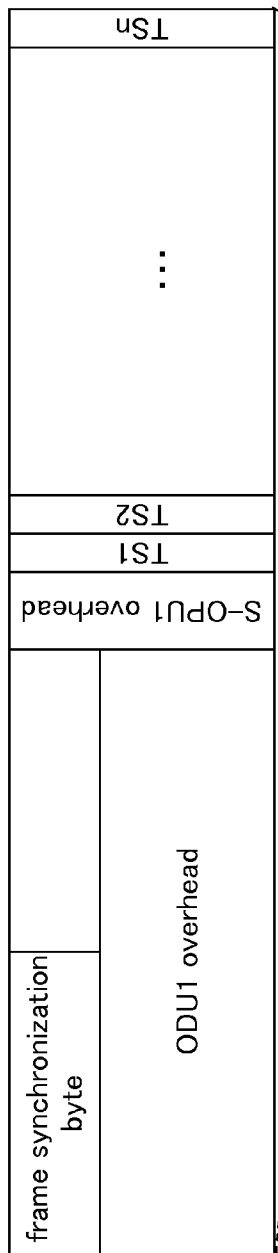 frame synchronization
byte
ODU1 overhead
S-OPU1 overhead
TS1
TS2
...
TSn